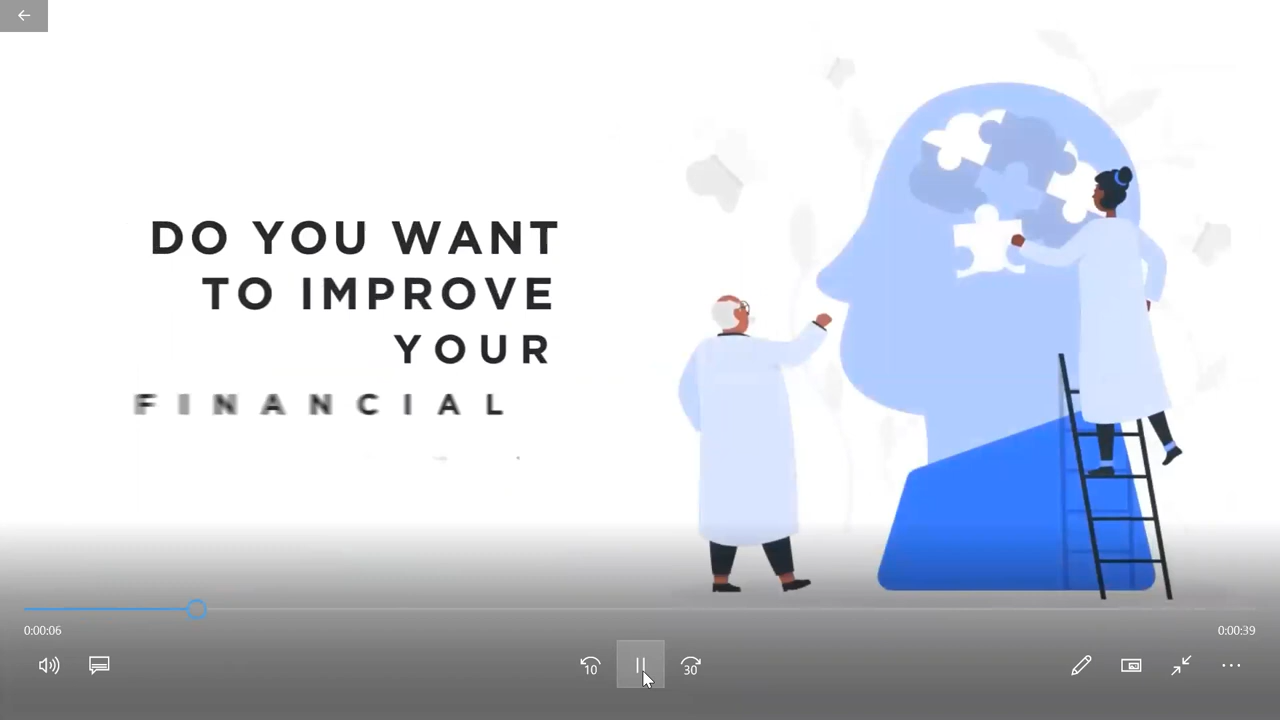 DO YOU WANT
TO IMPROVE
YOUR
FINANCIAL
0:00:06
0:00:39
10
30